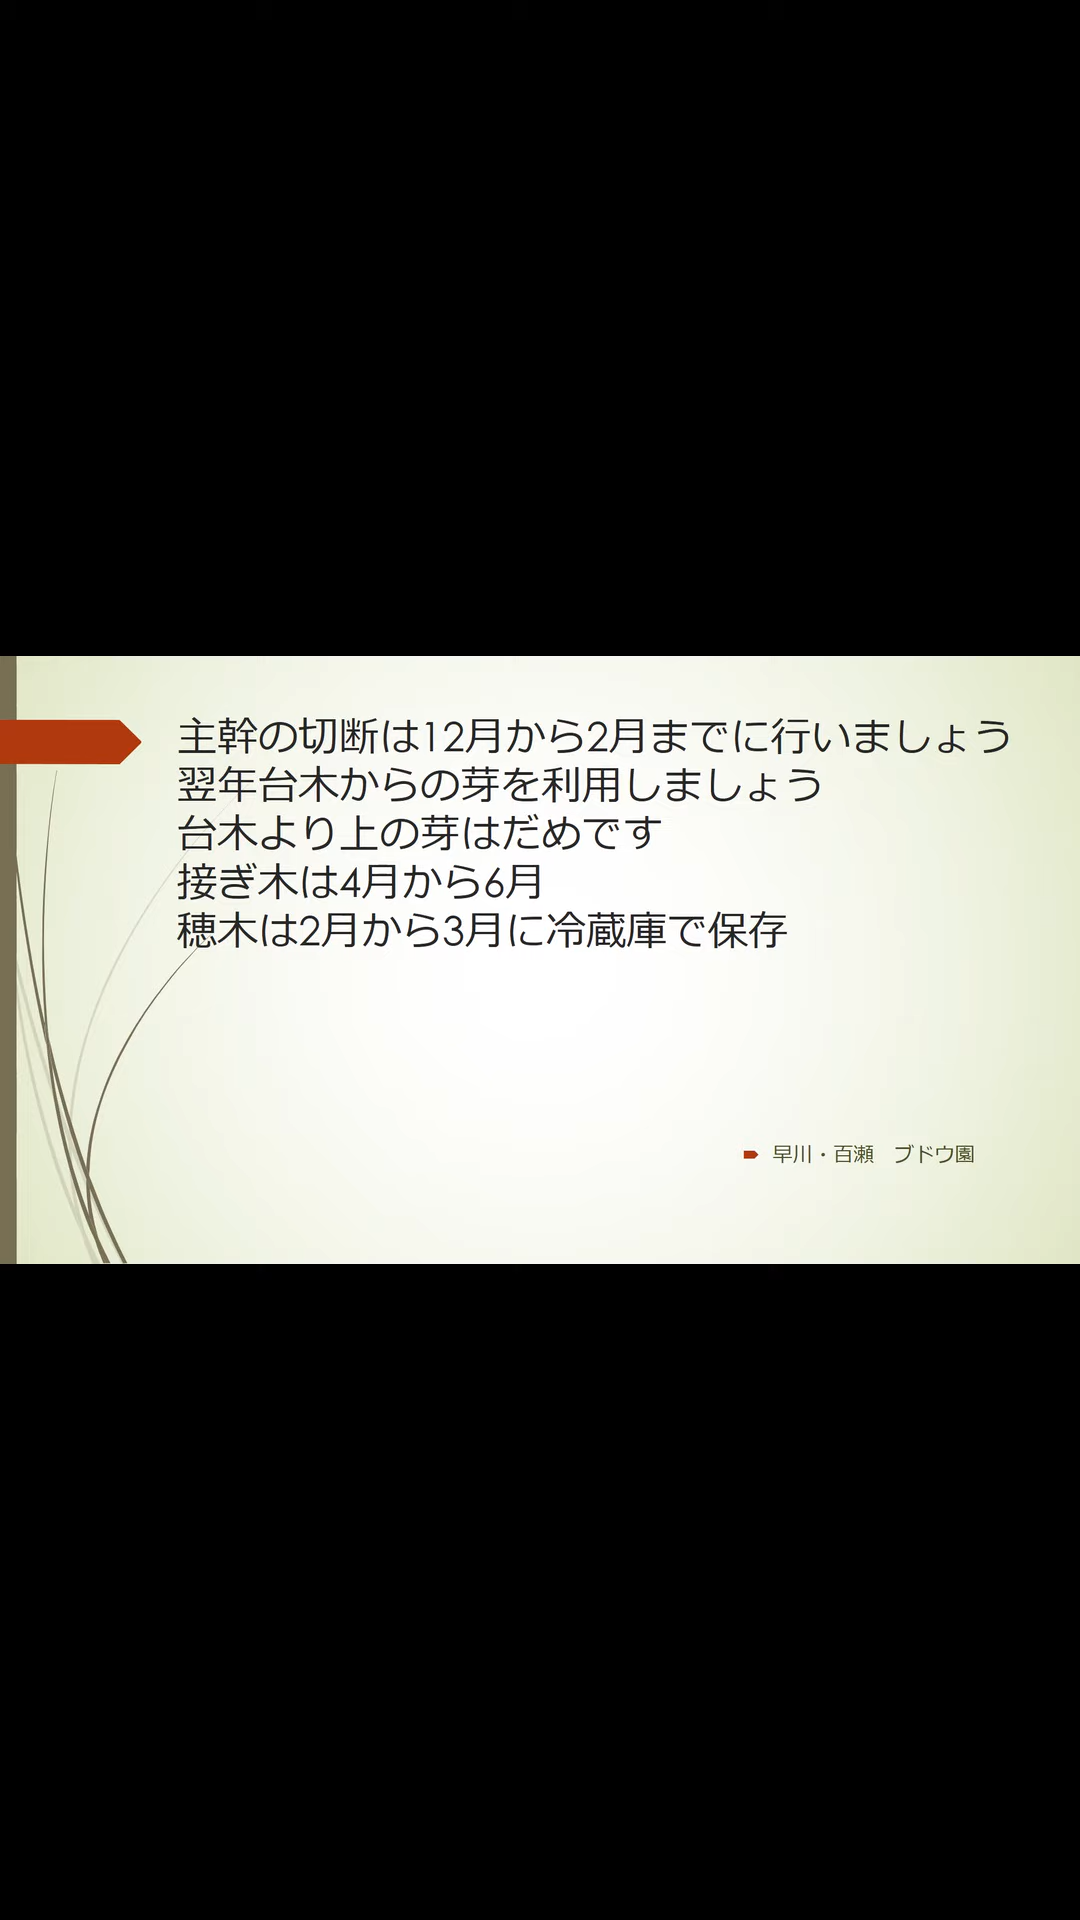 主幹の切断は12月から2月までに行いましょう
翌年台木からの芽を利用しましょう
台木より上の芽はだめです
接ぎ木は4月から6月
穂木は2月から3月に冷蔵庫で保存
早川・百瀬　ブドウ園